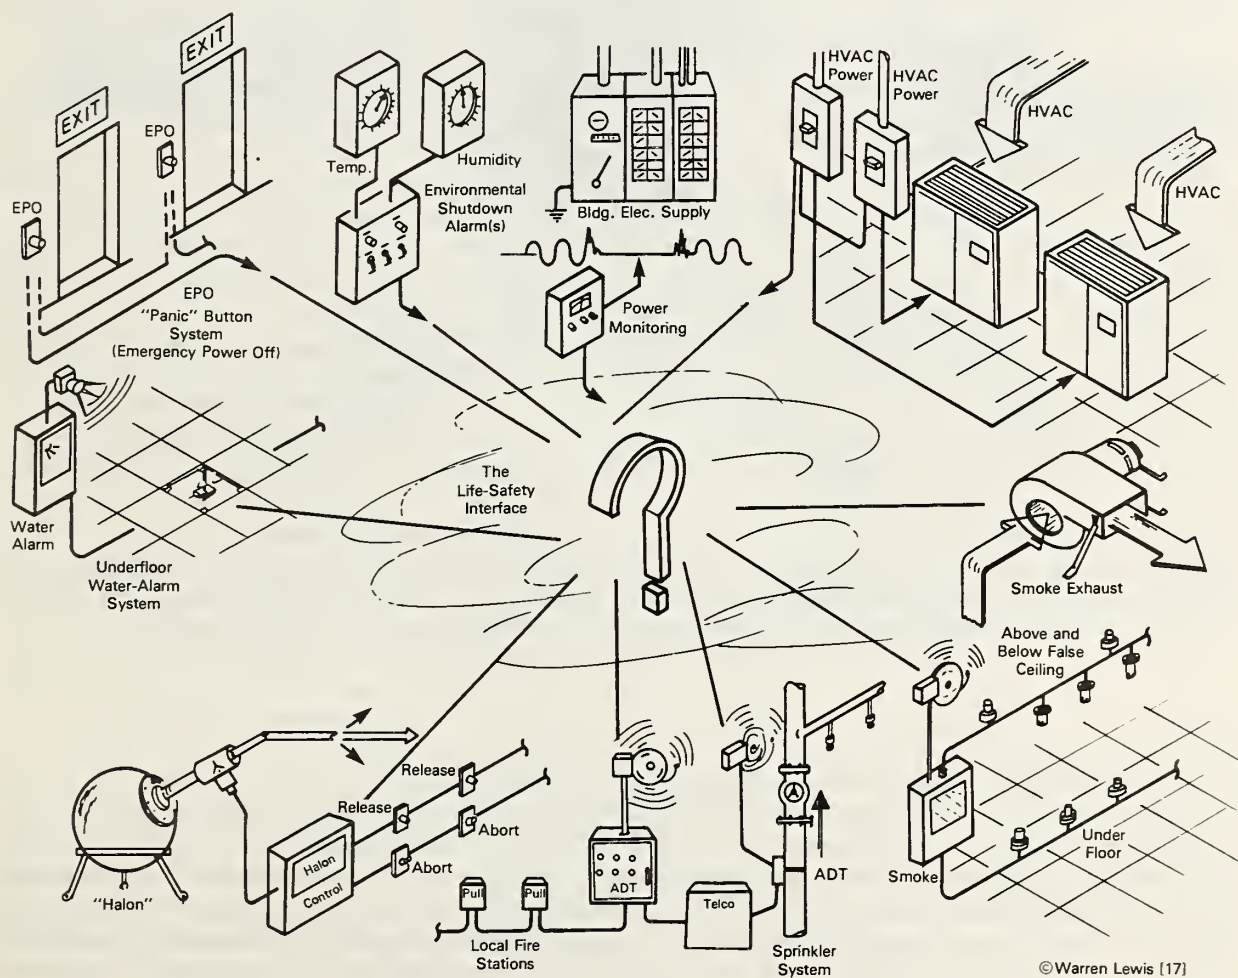 EXIT
EXIT
EPO
EPO
EPO
"Panic" Button
System
(Emergency Power Off)
Temp.
Humidity
Environmental
Shutdown
Alarm(s)
Bldg. Elec. Supply
Power
Monitoring
HVAC
Power
HVAC
Power
HVAC
HVAC
Water
Alarm
Underfloor
Water-Alarm
System
The
Life-Safety
Interface
?
Smoke Exhaust
Above and
Below False
Ceiling
Under
Floor
Smoke
"Halon"
Halon
Control
Release
Release
Abort
Abort
Pull
Pull
Local Fire
Stations
ADT
Telco
ADT
Sprinkler
System
©Warren Lewis [17]